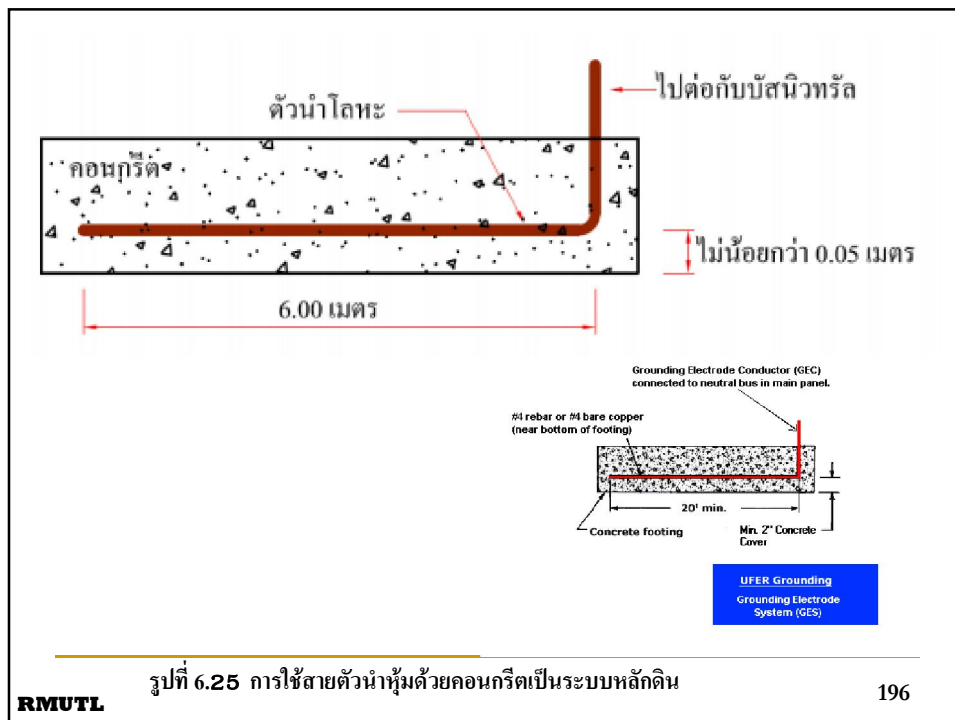 ไปต่อกับบัสนิวทรัล
ตัวนำโลหะ
คอนกรีต
ไม่น้อยกว่า 0.05 เมตร
6.00 เมตร
Grounding Electrode Conductor (GEC)
connected to neutral bus in main panel.
#4 rebar or #4 bare copper
(near bottom of footing)
20' min.
Concrete footing
Min. 2" Concrete
Cover
UFER Grounding
Grounding Electrode
System (GES)
รูปที่ 6.25 การใช้สายตัวนำหุ้มด้วยคอนกรีตเป็นระบบหลักดิน
RMUTL
196